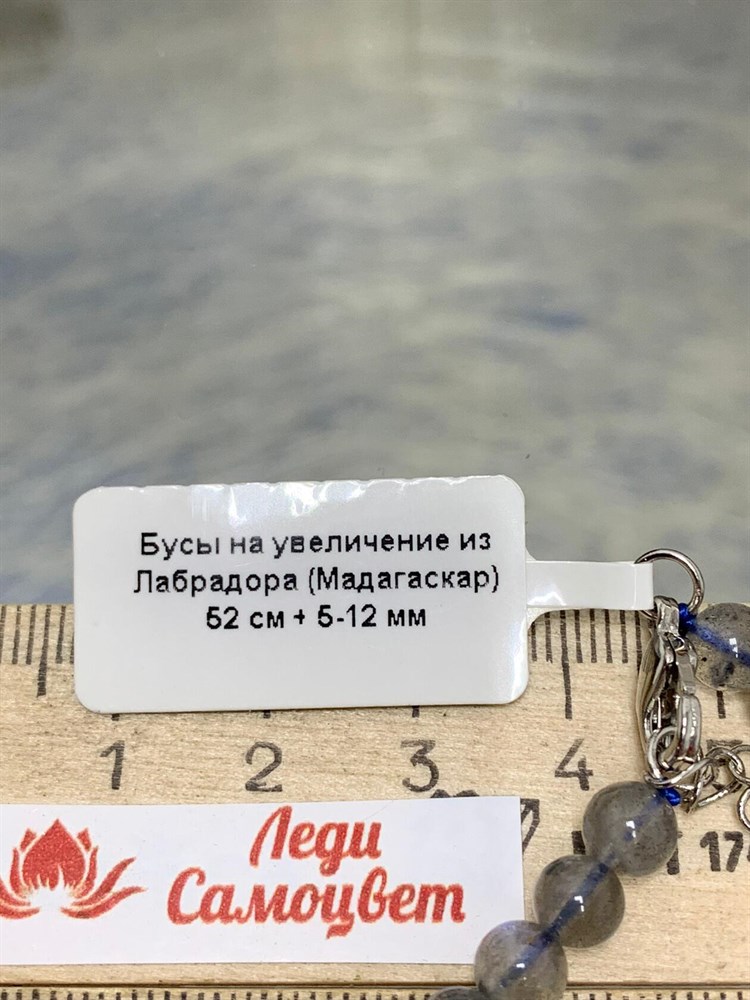 Бусы на увеличение из
Лабрадора (Мадагаскар)
52 см + 5-12 мм
1 2 3 4
Леди
Самоцвет